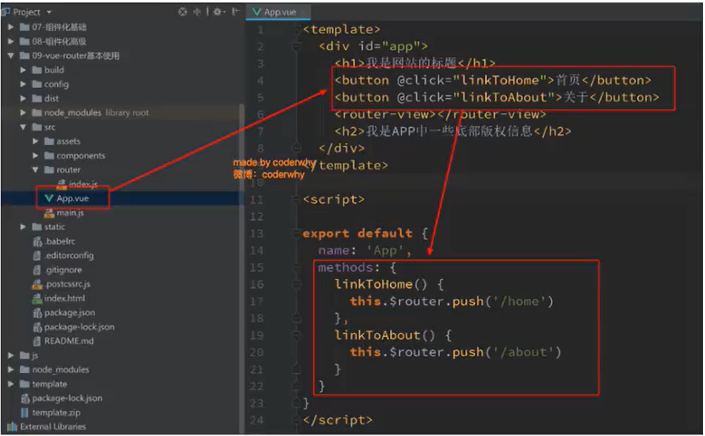 Project
07-组件化基础
08-组件化高级
09-vue-router基本使用
build
config
dist
node_modules library root
src
assets
components
router
index.js
App.vue
main.js
static
.babelrc
.editorconfig
.gitignore
.postcssrc.js
index.html
package.json
package-lock.json
README.md
js
node_modules
template
package-lock.json
template.zip
External Libraries
App.vue
1 <template>
2 <div id="app">
3 <h1>我是网站的标题</h1>
4 <button @click="linkToHome">首页</button>
5 <button @click="linkToAbout">关于</button>
6 <router-view></router-view>
7 <h2>我是APP中一些底部版权信息</h2>
8 </div>
9 </template>
10
11 <script>
12
13 export default {
14 name: 'App',
15 methods: {
16 linkToHome() {
17 this.$router.push('/home')
18 },
19 linkToAbout() {
20 this.$router.push('/about')
21 }
22 }
23 }
24 </script>
made by coderwhy
微博：coderwhy